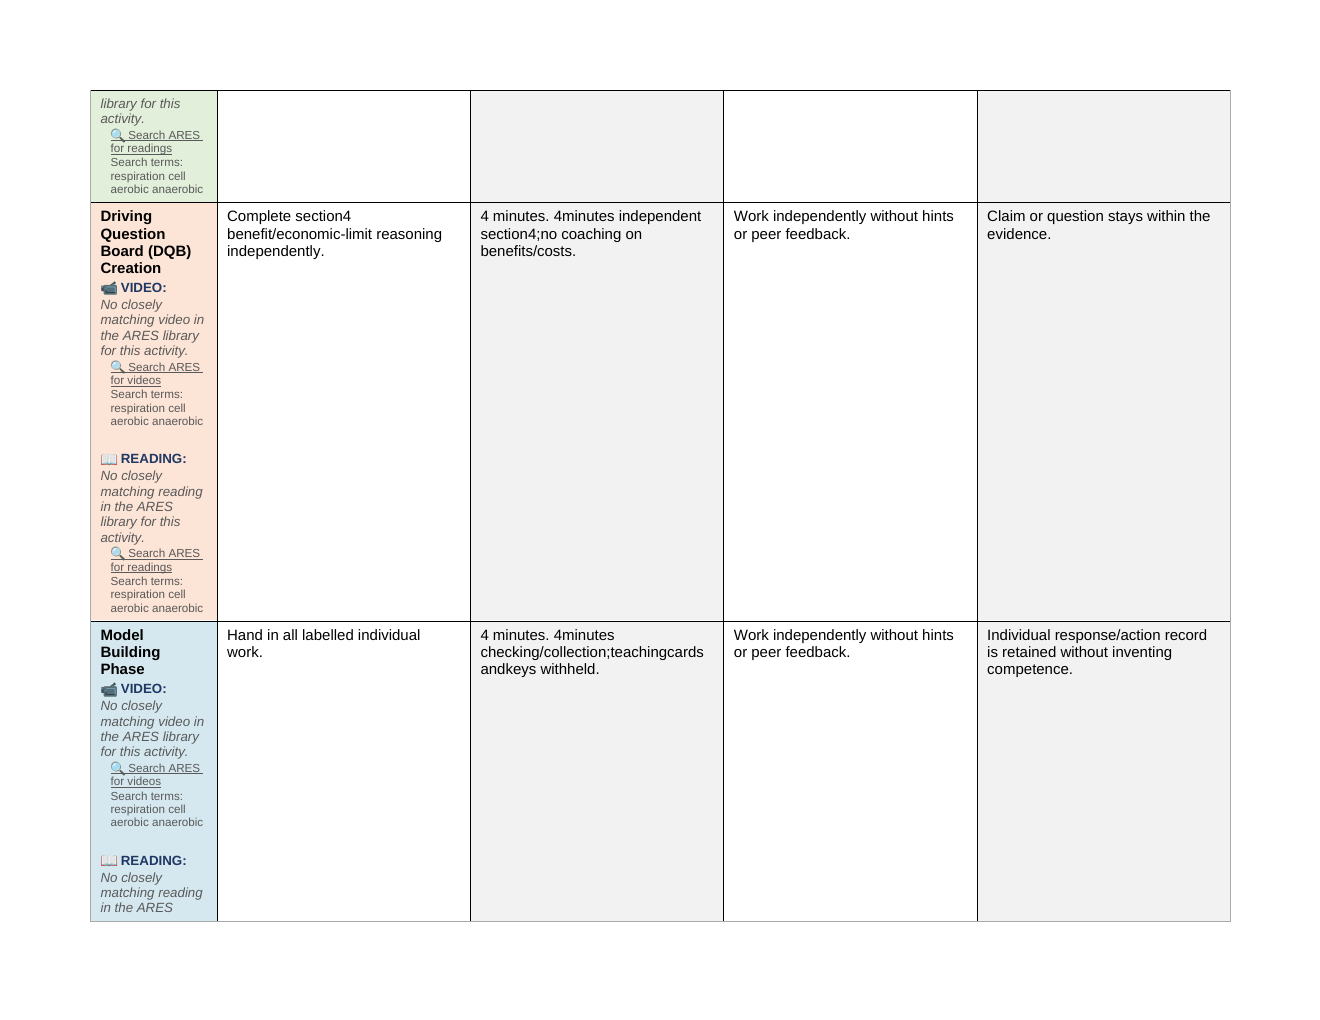 library for this
activity.
🔍 Search ARES
for readings
Search terms:
respiration cell
aerobic anaerobic
Driving
Question
Board (DQB)
Creation
📹 VIDEO:
No closely
matching video in
the ARES library
for this activity.
🔍 Search ARES
for videos
Search terms:
respiration cell
aerobic anaerobic
📖 READING:
No closely
matching reading
in the ARES
library for this
activity.
🔍 Search ARES
for readings
Search terms:
respiration cell
aerobic anaerobic
Complete section4
benefit/economic-limit reasoning
independently.
4 minutes. 4minutes independent
section4;no coaching on
benefits/costs.
Work independently without hints
or peer feedback.
Claim or question stays within the
evidence.
Model
Building
Phase
📹 VIDEO:
No closely
matching video in
the ARES library
for this activity.
🔍 Search ARES
for videos
Search terms:
respiration cell
aerobic anaerobic
📖 READING:
No closely
matching reading
in the ARES
Hand in all labelled individual
work.
4 minutes. 4minutes
checking/collection;teachingcards
andkeys withheld.
Work independently without hints
or peer feedback.
Individual response/action record
is retained without inventing
competence.